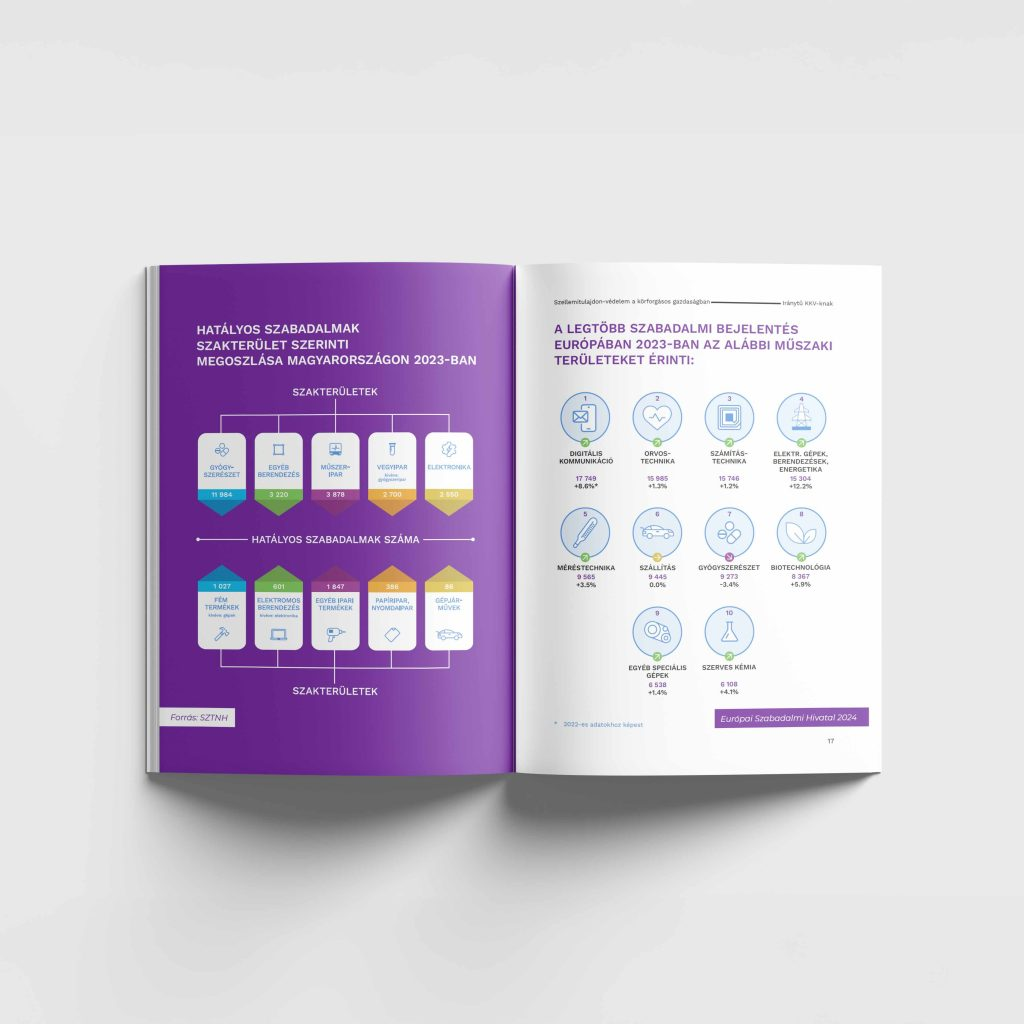 HATÁLYOS SZABADALMAK
SZAKTERÜLET SZERINTI
MEGOSZLÁSA MAGYARORSZÁGON 2023-BAN
SZAKTERÜLETEK
GYÓGY-
SZERÉSZET
11 984
EGYÉB
BERENDEZÉS
3 220
MŰSZER-
IPAR
3 878
VEGYIPAR
kivéve:
gyógyszeripar
2 700
ELEKTRONIKA
2 550
HATÁLYOS SZABADALMAK SZÁMA
1 027
FÉM
TERMÉKEK
kivéve: gépek
601
ELEKTROMOS
BERENDEZÉS
kivéve: elektronika
1 847
EGYÉB IPARI
TERMÉKEK
386
PAPÍRIPAR,
NYOMDAIPAR
86
GÉPJÁR-
MŰVEK
SZAKTERÜLETEK
Forrás: SZTNH
Szellemitulajdon-védelem a körforgásos gazdaságban
Iránytű KKV-knak
A LEGTÖBB SZABADALMI BEJELENTÉS
EURÓPÁBAN 2023-BAN AZ ALÁBBI MŰSZAKI
TERÜLETEKET ÉRINTI:
1
DIGITÁLIS
KOMMUNIKÁCIÓ
17 749
+8.6%*
2
ORVOS-
TECHNIKA
15 985
+1.3%
3
SZÁMÍTÁS-
TECHNIKA
15 746
+1.2%
4
ELEKTR. GÉPEK,
BERENDEZÉSEK,
ENERGETIKA
15 304
+12.2%
5
MÉRÉSTECHNIKA
9 565
+3.5%
6
SZÁLLÍTÁS
9 445
0.0%
7
GYÓGYSZERÉSZET
9 273
-3.4%
8
BIOTECHNOLÓGIA
8 367
+5.9%
9
EGYÉB SPECIÁLIS
GÉPEK
6 538
+1.4%
10
SZERVES KÉMIA
6 108
+4.1%
* 2022-es adatokhoz képest
Európai Szabadalmi Hivatal 2024
17